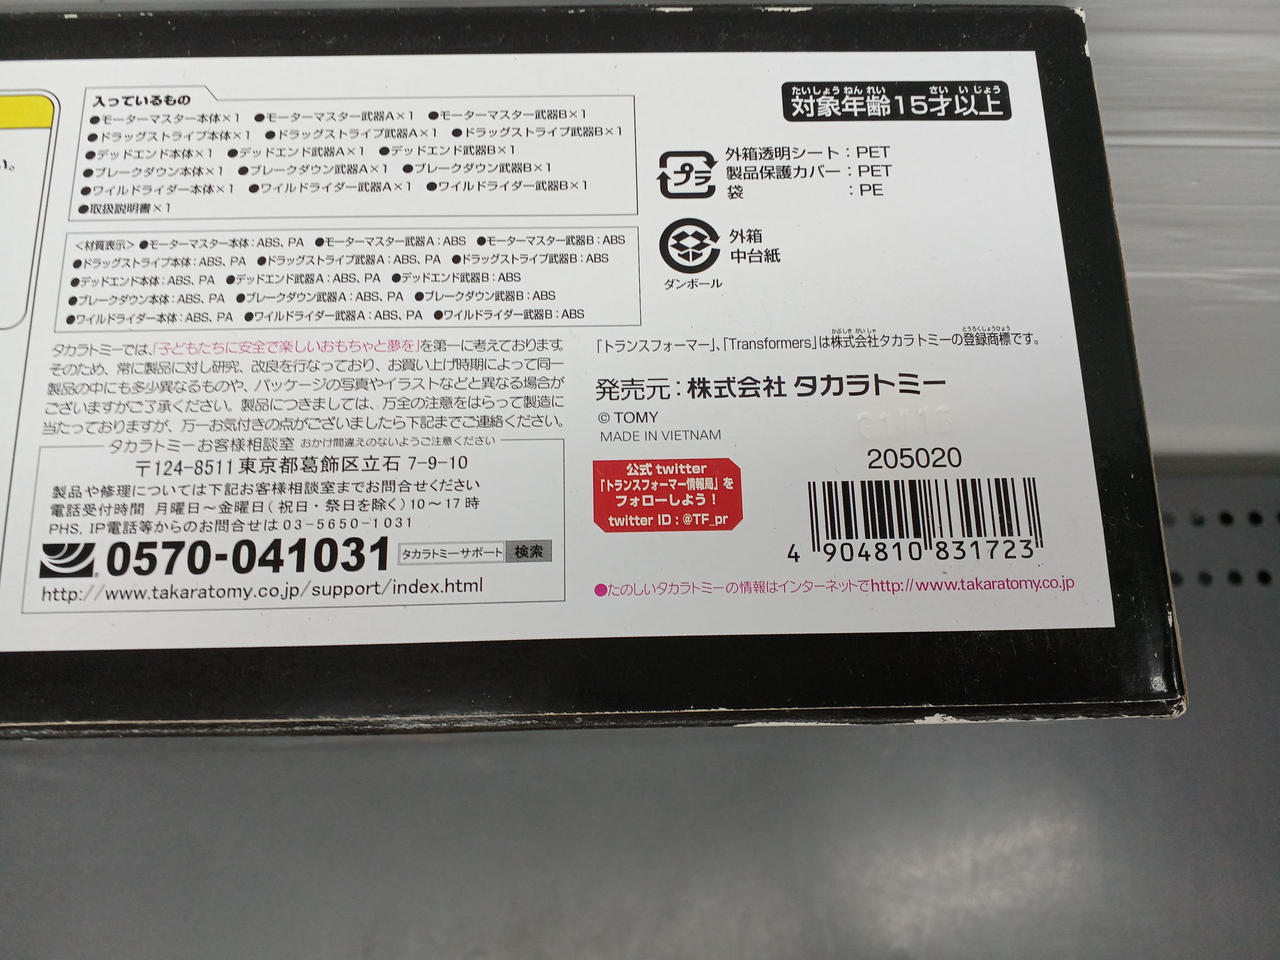 い。
入っているもの
●モーターマスター本体×1 ●モーターマスター武器A×1 ●モーターマスター武器B×1
●ドラッグストライプ本体×1 ●ドラッグストライプ武器A×1 ●ドラッグストライプ武器B×1
●デッドエンド本体×1 ●デッドエンド武器A×1 ●デッドエンド武器B×1
●ブレークダウン本体×1 ●ブレークダウン武器A×1 ●ブレークダウン武器B×1
●ワイルドライダー本体×1 ●ワイルドライダー武器A×1 ●ワイルドライダー武器B×1
●取扱説明書×1
＜材質表示＞ ●モーターマスター本体：ABS、PA ●モーターマスター武器A：ABS ●モーターマスター武器B：ABS
●ドラッグストライプ本体：ABS、PA ●ドラッグストライプ武器A：ABS、PA ●ドラッグストライプ武器B：ABS
●デッドエンド本体：ABS、PA ●デッドエンド武器A：ABS、PA ●デッドエンド武器B：ABS
●ブレークダウン本体：ABS、PA ●ブレークダウン武器A：ABS、PA ●ブレークダウン武器B：ABS
●ワイルドライダー本体：ABS、PA ●ワイルドライダー武器A：ABS、PA ●ワイルドライダー武器B：ABS
タカラトミーでは、「子どもたちに安全で楽しいおもちゃと夢を」を第一に考えております。
そのため、常に製品に対し研究、改良を行なっており、お買い上げ時期によって同一
製品の中にも多少異なるものや、パッケージの写真やイラストなどと異なる場合が
ございますがご了承ください。製品につきましては、万全の注意をはらって製造に
当たっておりますが、万一お気付きの点がございましたら下記までご連絡ください。
タカラトミーお客様相談室 おかけ間違えのないようご注意ください
〒124-8511 東京都葛飾区立石 7-9-10
製品や修理については下記お客様相談室までお問合せください
電話受付時間 月曜日～金曜日（祝日・祭日を除く）10～17時
PHS、IP電話等からのお問合せは 03-5650-1031
0570-041031 タカラトミーサポート 検索
http://www.takaratomy.co.jp/support/index.html
たいしょう ねん れい さい い じょう
対象年齢15才以上
プラ
外箱透明シート：PET
製品保護カバー：PET
袋：PE
外箱
中台紙
ダンボール
かぶしき がいしゃ とうろくしょうひょう
「トランスフォーマー」、「Transformers」は株式会社タカラトミーの登録商標です。
発売元：株式会社 タカラトミー
© TOMY
MADE IN VIETNAM
公式 twitter
「トランスフォーマー情報局」を
フォローしよう！
twitter ID：@TF_pr
205020
4 904810 831723
●たのしいタカラトミーの情報はインターネットでhttp://www.takaratomy.co.jp